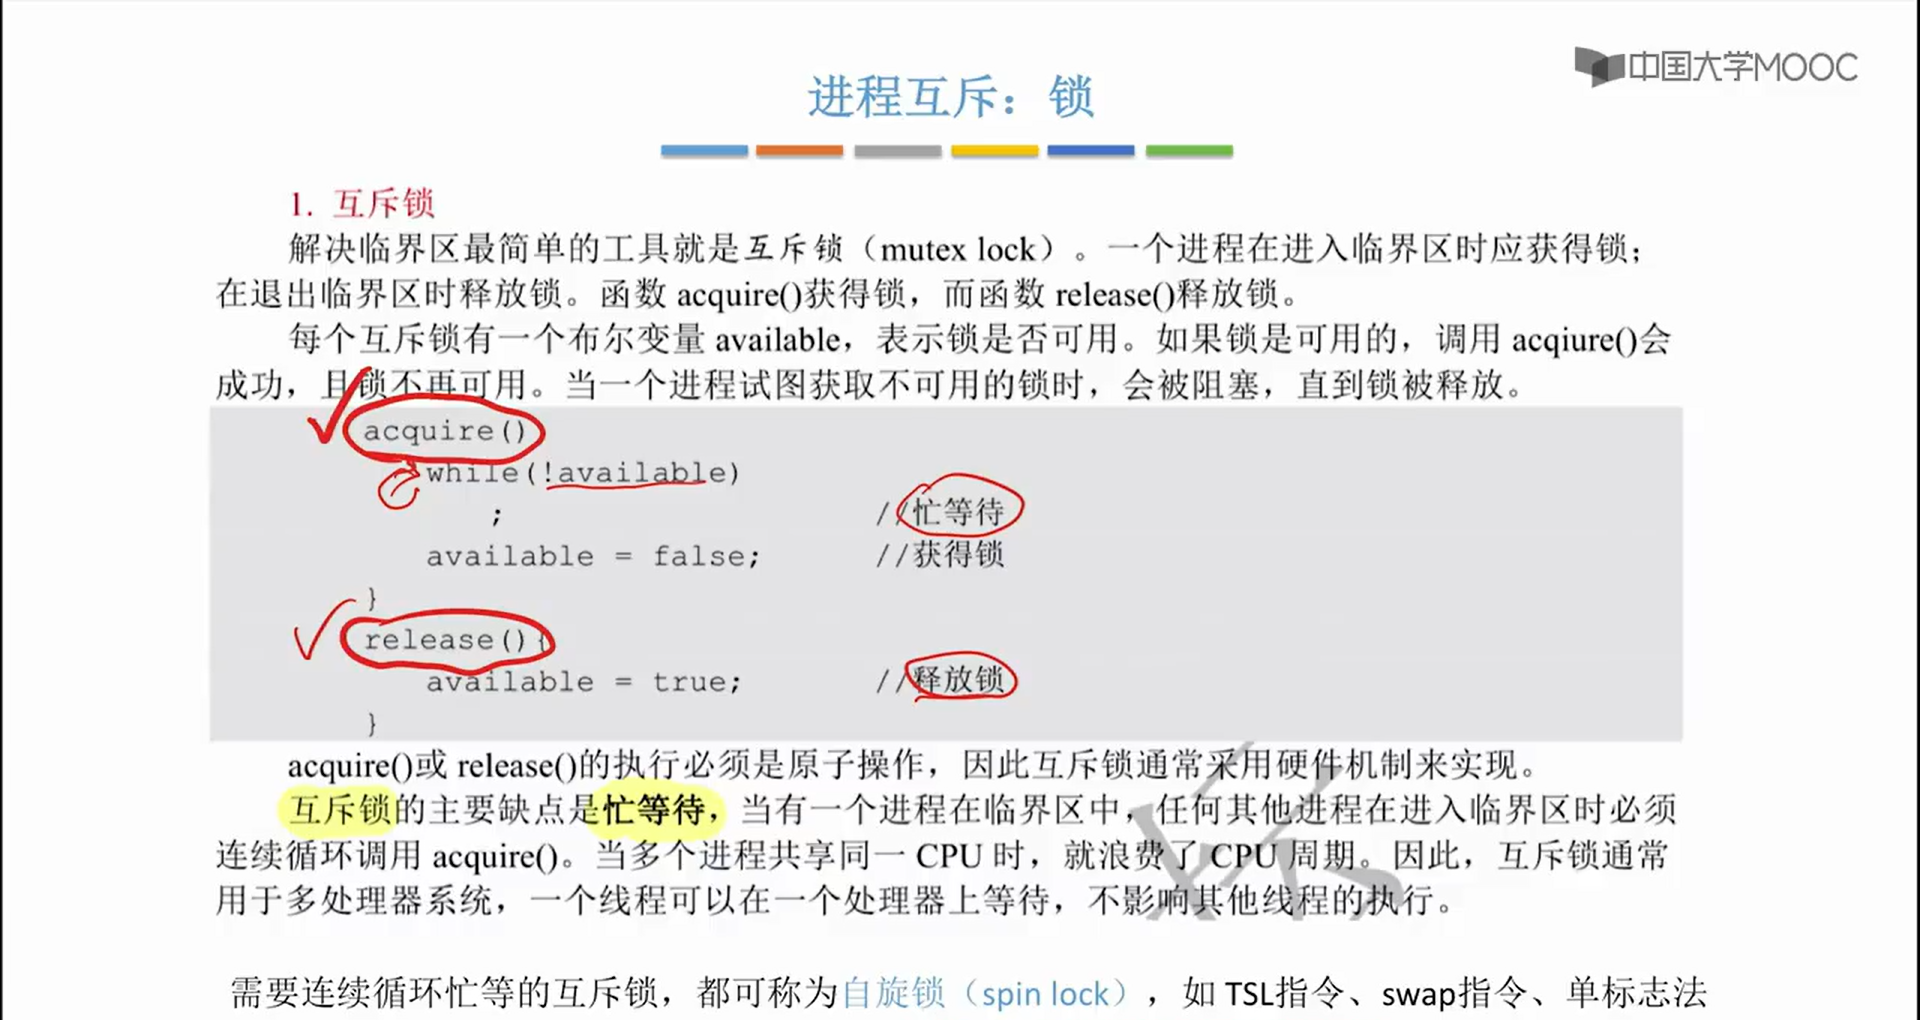 中国大学MOOC
进程互斥：锁
1. 互斥锁
解决临界区最简单的工具就是互斥锁（mutex lock）。一个进程在进入临界区时应获得锁；
在退出临界区时释放锁。函数 acquire()获得锁，而函数 release()释放锁。
每个互斥锁有一个布尔变量 available，表示锁是否可用。如果锁是可用的，调用 acqiure()会
成功，且锁不再可用。当一个进程试图获取不可用的锁时，会被阻塞，直到锁被释放。
acquire()
while(!available)
; //忙等待
available = false; //获得锁
}
release(){
available = true; //释放锁
}
acquire()或 release()的执行必须是原子操作，因此互斥锁通常采用硬件机制来实现。
互斥锁的主要缺点是忙等待，当有一个进程在临界区中，任何其他进程在进入临界区时必须
连续循环调用 acquire()。当多个进程共享同一 CPU 时，就浪费了 CPU 周期。因此，互斥锁通常
用于多处理器系统，一个线程可以在一个处理器上等待，不影响其他线程的执行。
需要连续循环忙等的互斥锁，都可称为自旋锁（spin lock），如 TSL指令、swap指令、单标志法